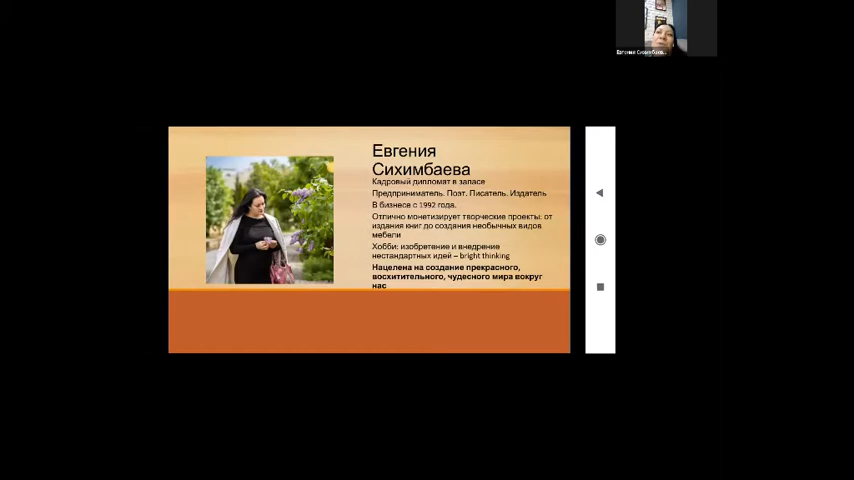 Евгения Сихимбаев...
Евгения
Сихимбаева
Кадровый дипломат в запасе
Предприниматель. Поэт. Писатель. Издатель
В бизнесе с 1992 года.
Отлично монетизирует творческие проекты: от
издания книг до создания необычных видов
мебели
Хобби: изобретение и внедрение
нестандартных идей – bright thinking
Нацелена на создание прекрасного,
восхитительного, чудесного мира вокруг
нас